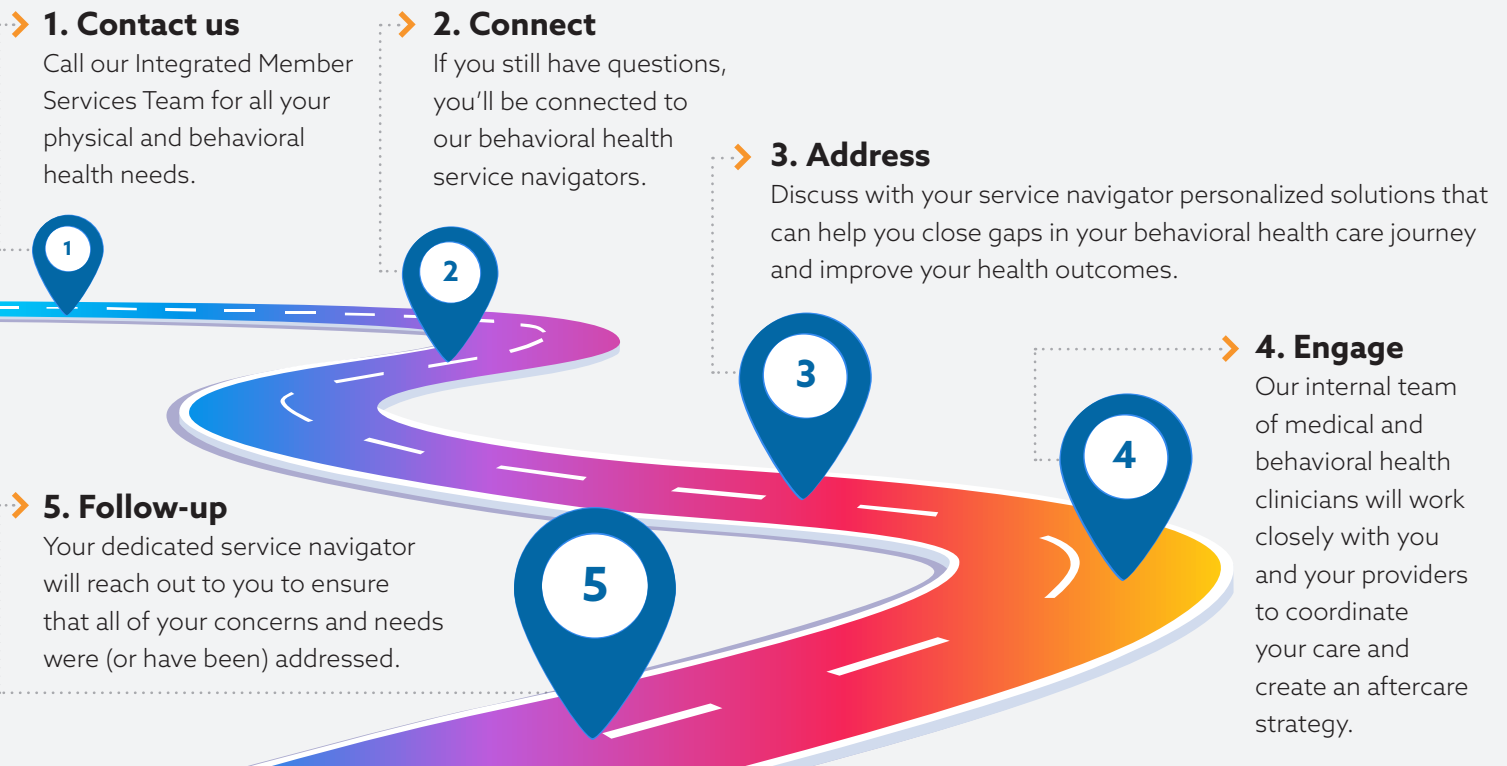 1. Contact us
Call our Integrated Member
Services Team for all your
physical and behavioral
health needs.
2. Connect
If you still have questions,
you'll be connected to
our behavioral health
service navigators.
3. Address
Discuss with your service navigator personalized solutions that
can help you close gaps in your behavioral health care journey
and improve your health outcomes.
4. Engage
Our internal team
of medical and
behavioral health
clinicians will work
closely with you
and your providers
to coordinate
your care and
create an aftercare
strategy.
5. Follow-up
Your dedicated service navigator
will reach out to you to ensure
that all of your concerns and needs
were (or have been) addressed.
1
2
3
4
5